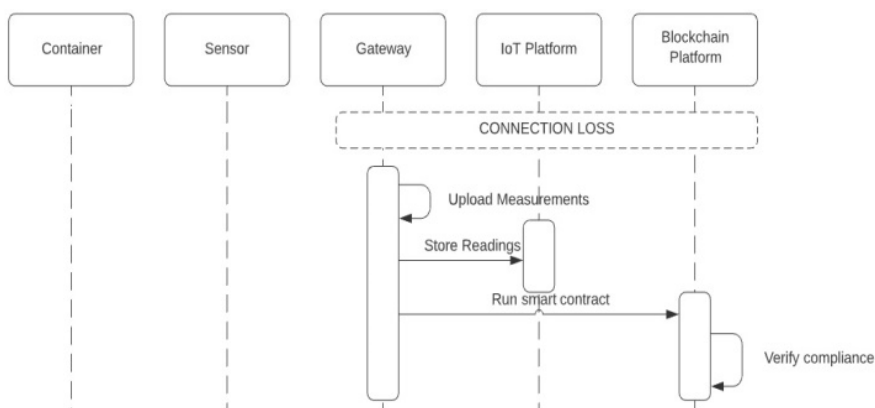 Container
Sensor
Gateway
IoT Platform
Blockchain
Platform
CONNECTION LOSS
Upload Measurements
Store Readings
Run smart contract
Verify compliance